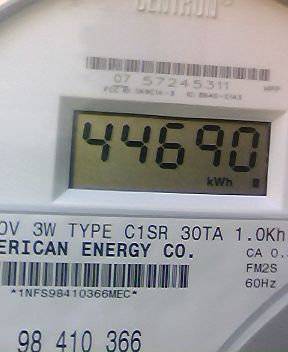 CENTRON
07 57245311
44690
kWh
0V 3W TYPE C1SR 30TA 1.0Kh
ERICAN ENERGY CO.
CA 0.
FM2S
*1NFS98410366MEC*
60Hz
98 410 366